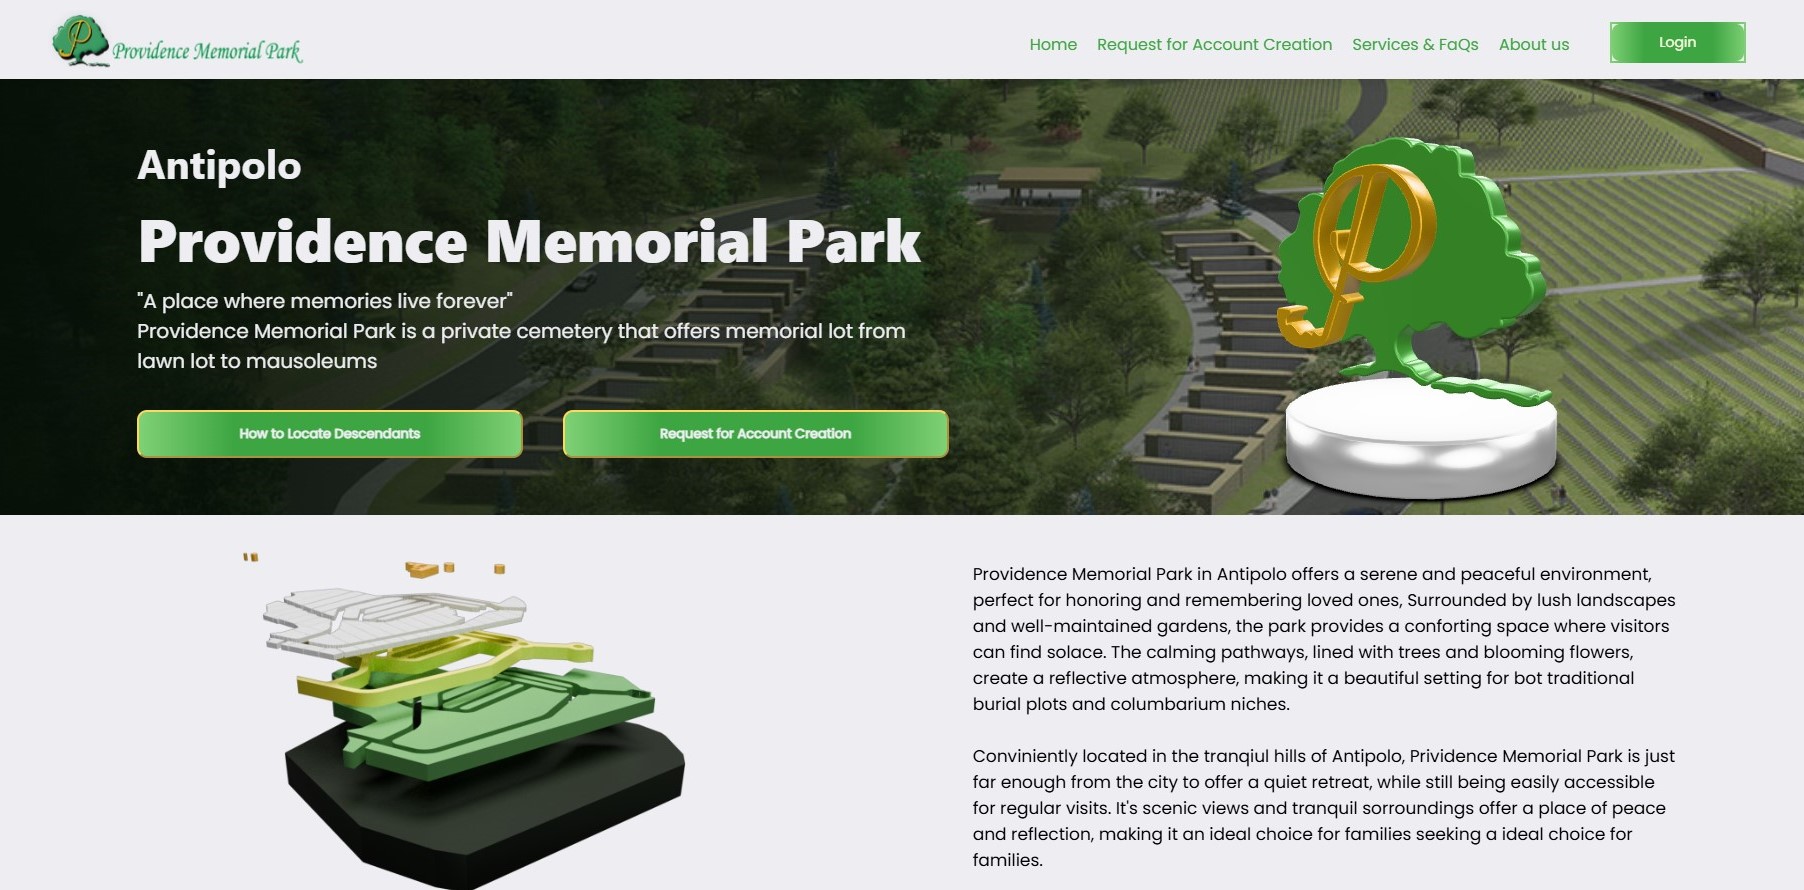 Providence Memorial Park
Home Request for Account Creation Services & FaQs About us Login
Antipolo
Providence Memorial Park
"A place where memories live forever"
Providence Memorial Park is a private cemetery that offers memorial lot from
lawn lot to mausoleums
How to Locate Descendants Request for Account Creation
Providence Memorial Park in Antipolo offers a serene and peaceful environment,
perfect for honoring and remembering loved ones, Surrounded by lush landscapes
and well-maintained gardens, the park provides a conforting space where visitors
can find solace. The calming pathways, lined with trees and blooming flowers,
create a reflective atmosphere, making it a beautiful setting for bot traditional
burial plots and columbarium niches.
Conviniently located in the tranqiul hills of Antipolo, Prividence Memorial Park is just
far enough from the city to offer a quiet retreat, while still being easily accessible
for regular visits. It's scenic views and tranquil sorroundings offer a place of peace
and reflection, making it an ideal choice for families seeking a ideal choice for
families.